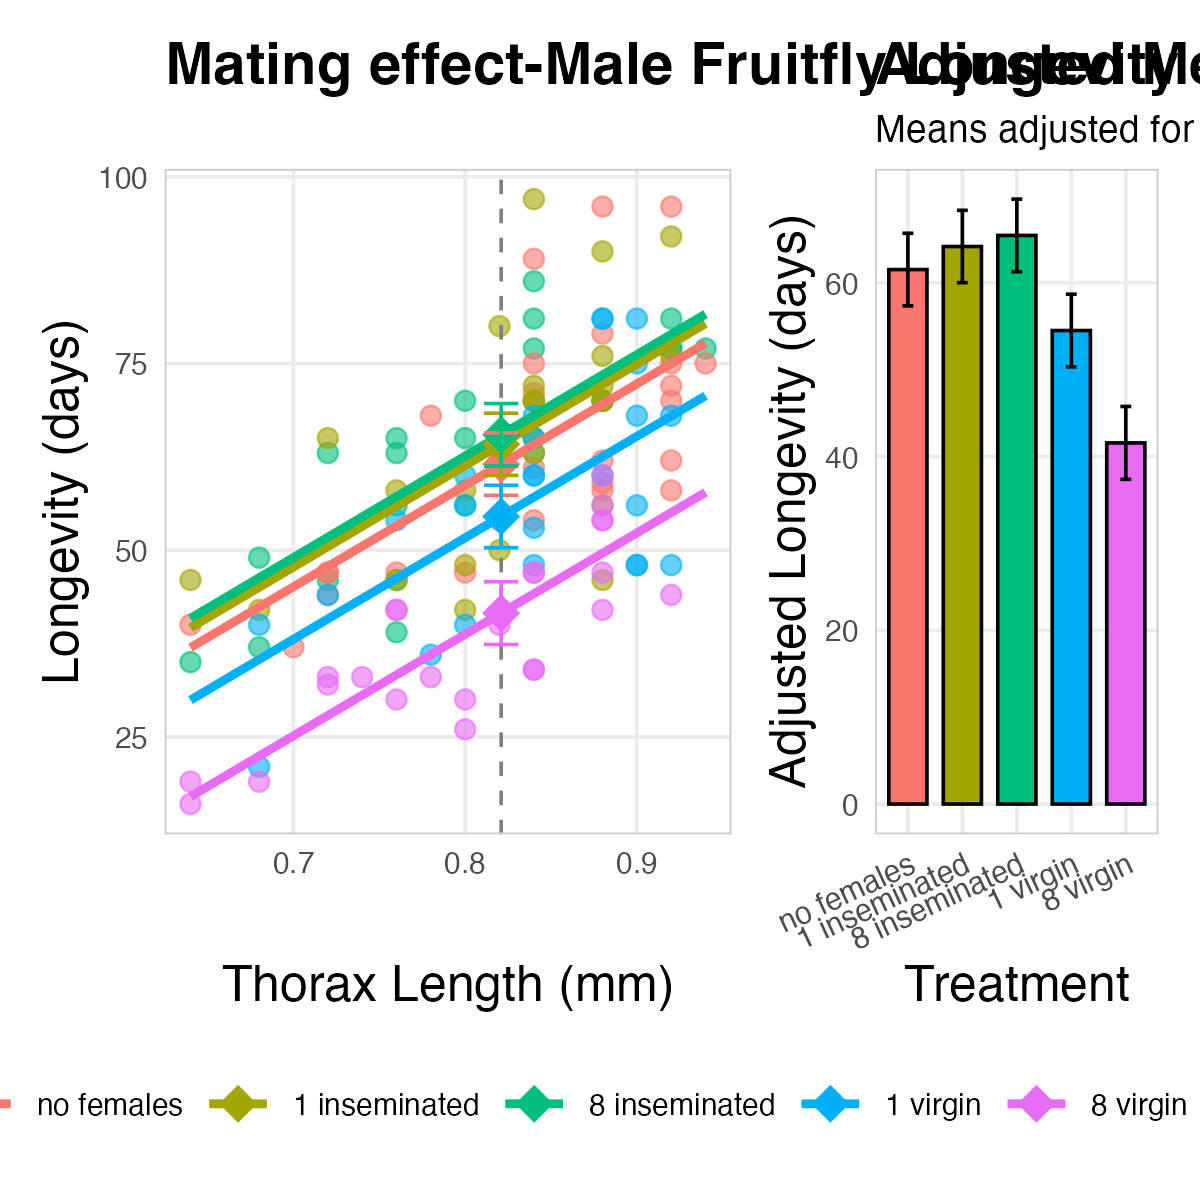 Mating effect-Male Fruitfly Longevity
Adjusted Me
Means adjusted for
Longevity (days)
100
75
50
25
0.7 0.8 0.9
Thorax Length (mm)
Adjusted Longevity (days)
60
40
20
0
no females
1 inseminated
8 inseminated
1 virgin
8 virgin
Treatment
no females 1 inseminated 8 inseminated 1 virgin 8 virgin